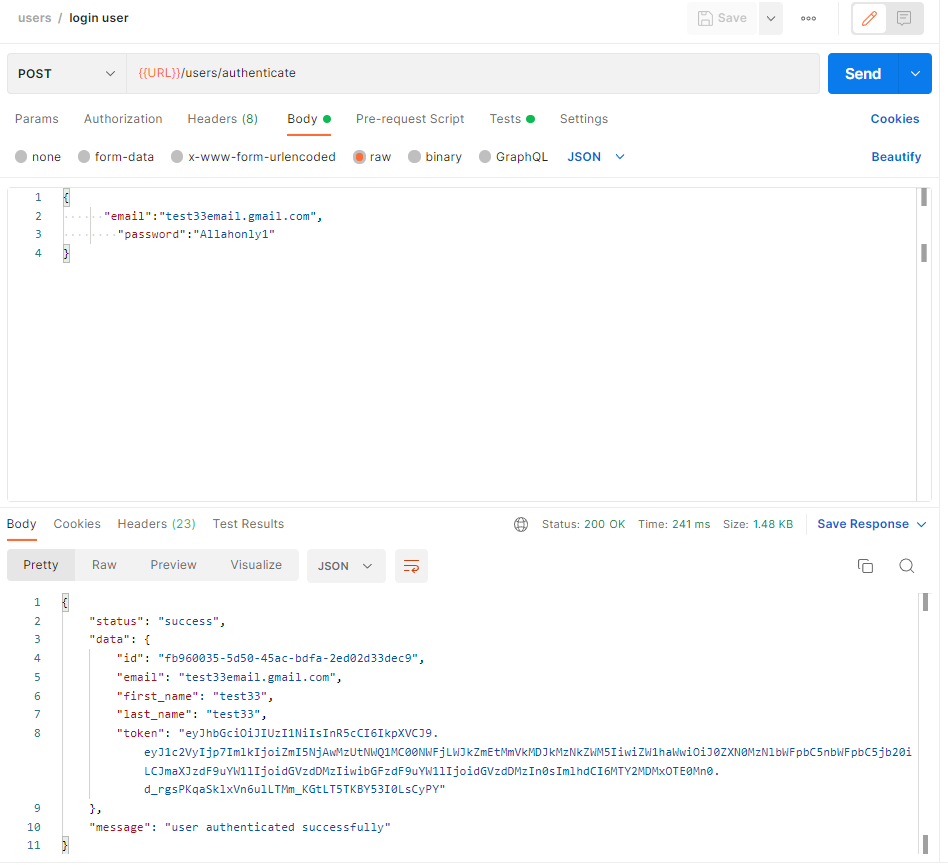 users / login user
Save
POST {{URL}}/users/authenticate Send
Params Authorization Headers (8) Body Pre-request Script Tests Settings Cookies
none form-data x-www-form-urlencoded raw binary GraphQL JSON Beautify
1 {
2 "email":"test33email.gmail.com",
3 "password":"Allahonly1"
4 }
Body Cookies Headers (23) Test Results Status: 200 OK Time: 241 ms Size: 1.48 KB Save Response
Pretty Raw Preview Visualize JSON
1 {
2 "status": "success",
3 "data": {
4 "id": "fb960035-5d50-45ac-bdfa-2ed02d33dec9",
5 "email": "test33email.gmail.com",
6 "first_name": "test33",
7 "last_name": "test33",
8 "token": "eyJhbGciOiJIUzI1NiIsInR5cCI6IkpXVCJ9.
eyJ1c2VyIjp7ImlkIjoiZmI5NjAwMzUtNWQ1MC00NWFjLWJkZmEtMmVkMDJkMzNkZWM5IiwiZW1haWwiOiJ0ZXN0MzNlbWFpbC5nbWFpbC5jb20i
LCJmaXJzdF9uYW1lIjoidGVzdDMzIiwibGFzdF9uYW1lIjoidGVzdDMzIn0sImlhdCI6MTY2MDMxOTE0Mn0.
d_rgsPKqaSklxVn6ulLTMm_KGtLT5TKBY53I0LsCyPY"
9 },
10 "message": "user authenticated successfully"
11 }